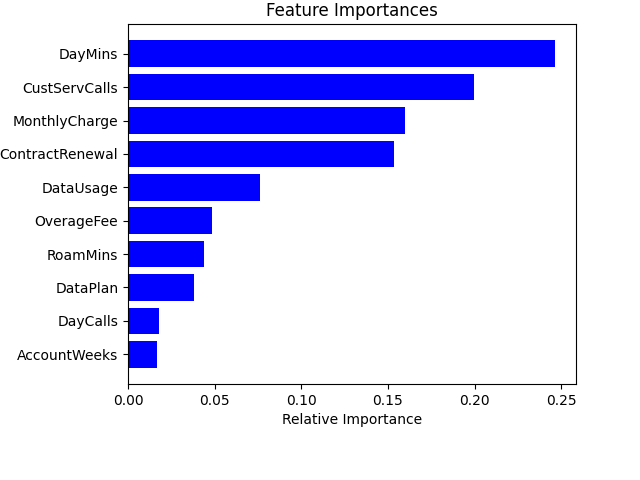 Feature Importances
DayMins
CustServCalls
MonthlyCharge
ContractRenewal
DataUsage
OverageFee
RoamMins
DataPlan
DayCalls
AccountWeeks
0.00 0.05 0.10 0.15 0.20 0.25
Relative Importance